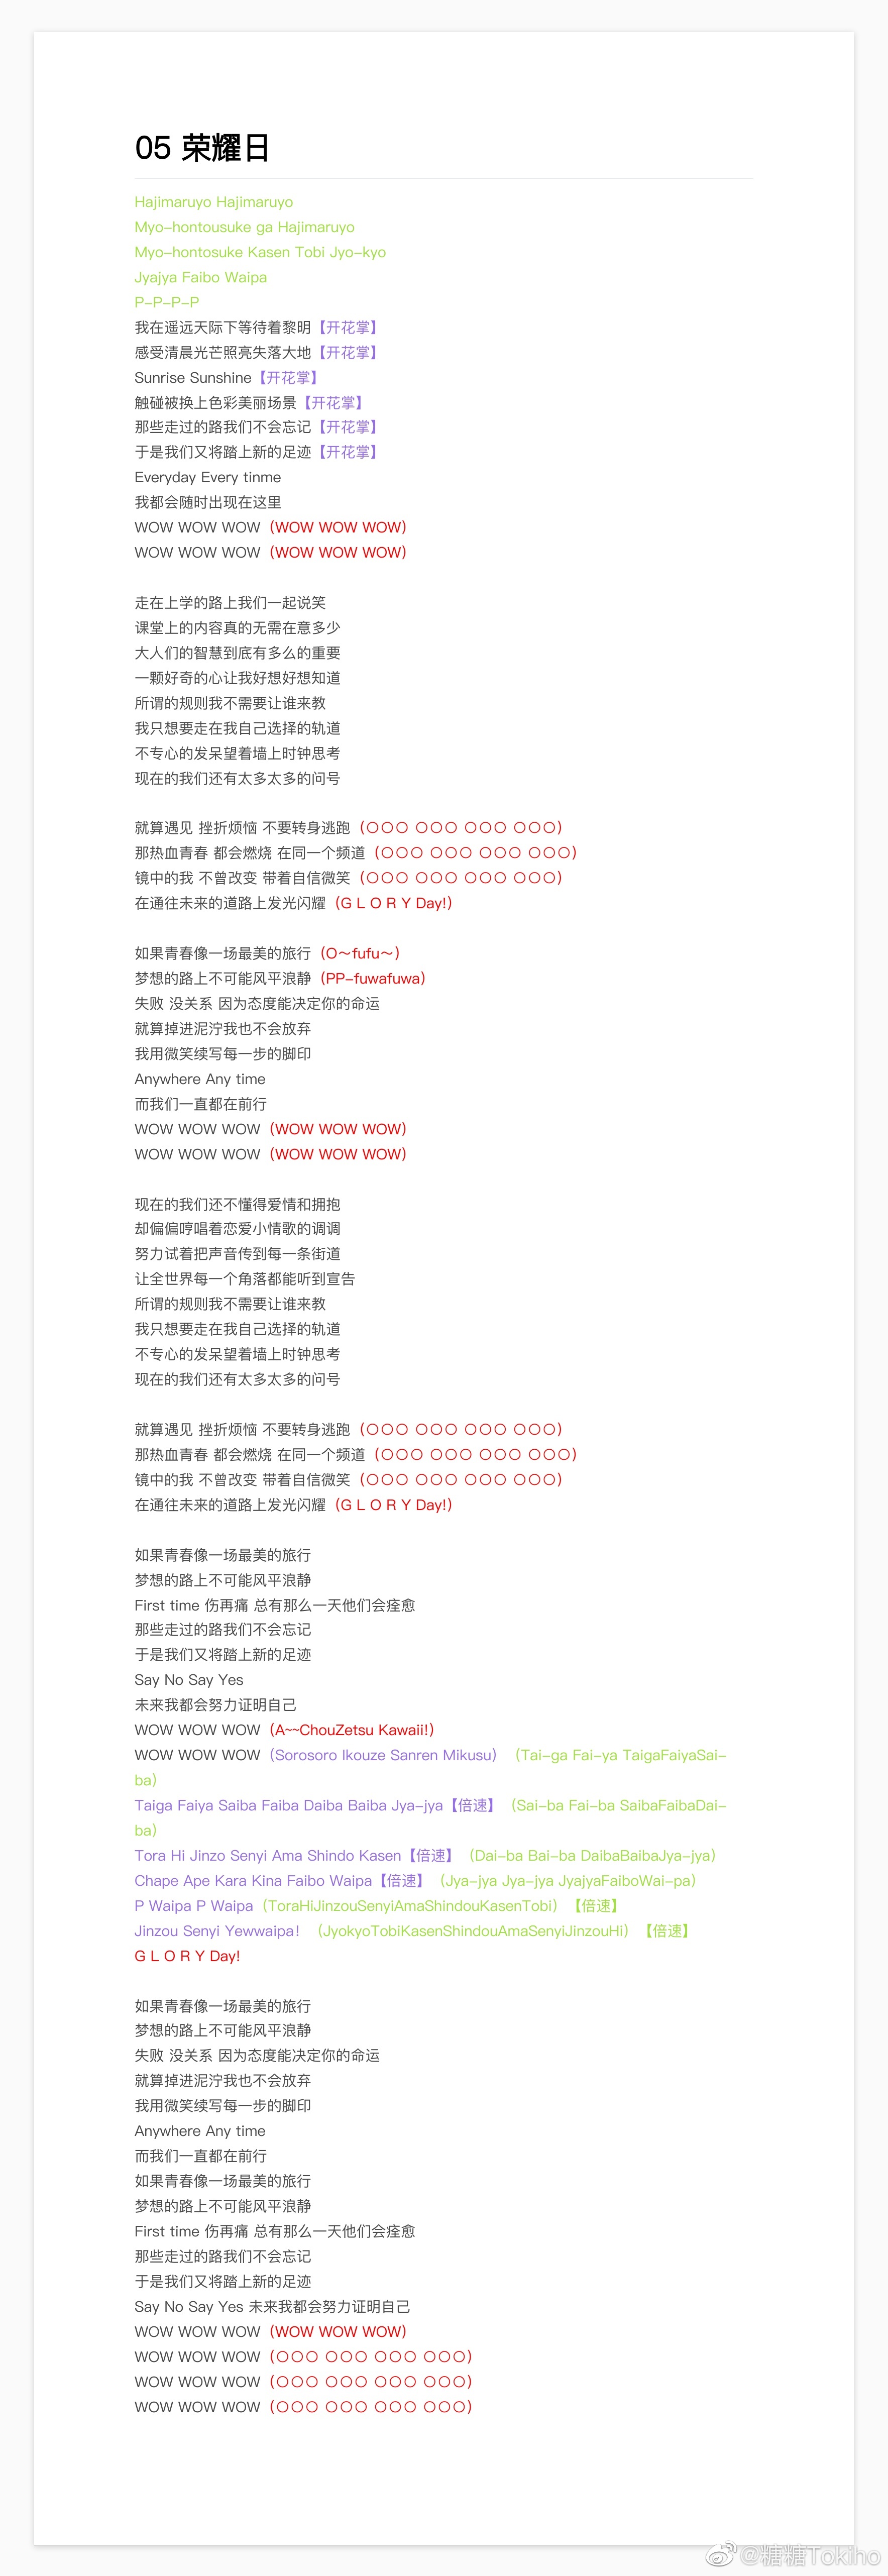 05 荣耀日
Hajimaruyo Hajimaruyo
Myo-hontousuke ga Hajimaruyo
Myo-hontosuke Kasen Tobi Jyo-kyo
Jyajya Faibo Waipa
P-P-P-P
我在遥远天际下等待着黎明【开花掌】
感受清晨光芒照亮失落大地【开花掌】
Sunrise Sunshine【开花掌】
触碰被换上色彩美丽场景【开花掌】
那些走过的路我们不会忘记【开花掌】
于是我们又将踏上新的足迹【开花掌】
Everyday Every tinme
我都会随时出现在这里
WOW WOW WOW（WOW WOW WOW）
WOW WOW WOW（WOW WOW WOW）
走在上学的路上我们一起说笑
课堂上的内容真的无需在意多少
大人们的智慧到底有多么的重要
一颗好奇的心让我好想好想知道
所谓的规则我不需要让谁来教
我只想要走在我自己选择的轨道
不专心的发呆望着墙上时钟思考
现在的我们还有太多太多的问号
就算遇见 挫折烦恼 不要转身逃跑（〇〇〇 〇〇〇 〇〇〇 〇〇〇）
那热血青春 都会燃烧 在同一个频道（〇〇〇 〇〇〇 〇〇〇 〇〇〇）
镜中的我 不曾改变 带着自信微笑（〇〇〇 〇〇〇 〇〇〇 〇〇〇）
在通往未来的道路上发光闪耀（G L O R Y Day!）
如果青春像一场最美的旅行（O～fufu～）
梦想的路上不可能风平浪静（PP-fuwafuwa）
失败 没关系 因为态度能决定你的命运
就算掉进泥泞我也不会放弃
我用微笑续写每一步的脚印
Anywhere Any time
而我们一直都在前行
WOW WOW WOW（WOW WOW WOW）
WOW WOW WOW（WOW WOW WOW）
现在的我们还不懂得爱情和拥抱
却偏偏哼唱着恋爱小情歌的调调
努力试着把声音传到每一条街道
让全世界每一个角落都能听到宣告
所谓的规则我不需要让谁来教
我只想要走在我自己选择的轨道
不专心的发呆望着墙上时钟思考
现在的我们还有太多太多的问号
就算遇见 挫折烦恼 不要转身逃跑（〇〇〇 〇〇〇 〇〇〇 〇〇〇）
那热血青春 都会燃烧 在同一个频道（〇〇〇 〇〇〇 〇〇〇 〇〇〇）
镜中的我 不曾改变 带着自信微笑（〇〇〇 〇〇〇 〇〇〇 〇〇〇）
在通往未来的道路上发光闪耀（G L O R Y Day!）
如果青春像一场最美的旅行
梦想的路上不可能风平浪静
First time 伤再痛 总有那么一天他们会痊愈
那些走过的路我们不会忘记
于是我们又将踏上新的足迹
Say No Say Yes
未来我都会努力证明自己
WOW WOW WOW（A~~ChouZetsu Kawaii!）
WOW WOW WOW（Sorosoro Ikouze Sanren Mikusu）（Tai-ga Fai-ya TaigaFaiyaSai-
ba）
Taiga Faiya Saiba Faiba Daiba Baiba Jya-jya【倍速】（Sai-ba Fai-ba SaibaFaibaDai-
ba）
Tora Hi Jinzo Senyi Ama Shindo Kasen【倍速】（Dai-ba Bai-ba DaibaBaibaJya-jya）
Chape Ape Kara Kina Faibo Waipa【倍速】（Jya-jya Jya-jya JyajyaFaiboWai-pa）
P Waipa P Waipa（ToraHiJinzouSenyiAmaShindouKasenTobi）【倍速】
Jinzou Senyi Yewwaipa!（JyokyoTobiKasenShindouAmaSenyiJinzouHi）【倍速】
G L O R Y Day!
如果青春像一场最美的旅行
梦想的路上不可能风平浪静
失败 没关系 因为态度能决定你的命运
就算掉进泥泞我也不会放弃
我用微笑续写每一步的脚印
Anywhere Any time
而我们一直都在前行
如果青春像一场最美的旅行
梦想的路上不可能风平浪静
First time 伤再痛 总有那么一天他们会痊愈
那些走过的路我们不会忘记
于是我们又将踏上新的足迹
Say No Say Yes 未来我都会努力证明自己
WOW WOW WOW（WOW WOW WOW）
WOW WOW WOW（〇〇〇 〇〇〇 〇〇〇 〇〇〇）
WOW WOW WOW（〇〇〇 〇〇〇 〇〇〇 〇〇〇）
WOW WOW WOW（〇〇〇 〇〇〇 〇〇〇 〇〇〇）
@糖糖Tokiho